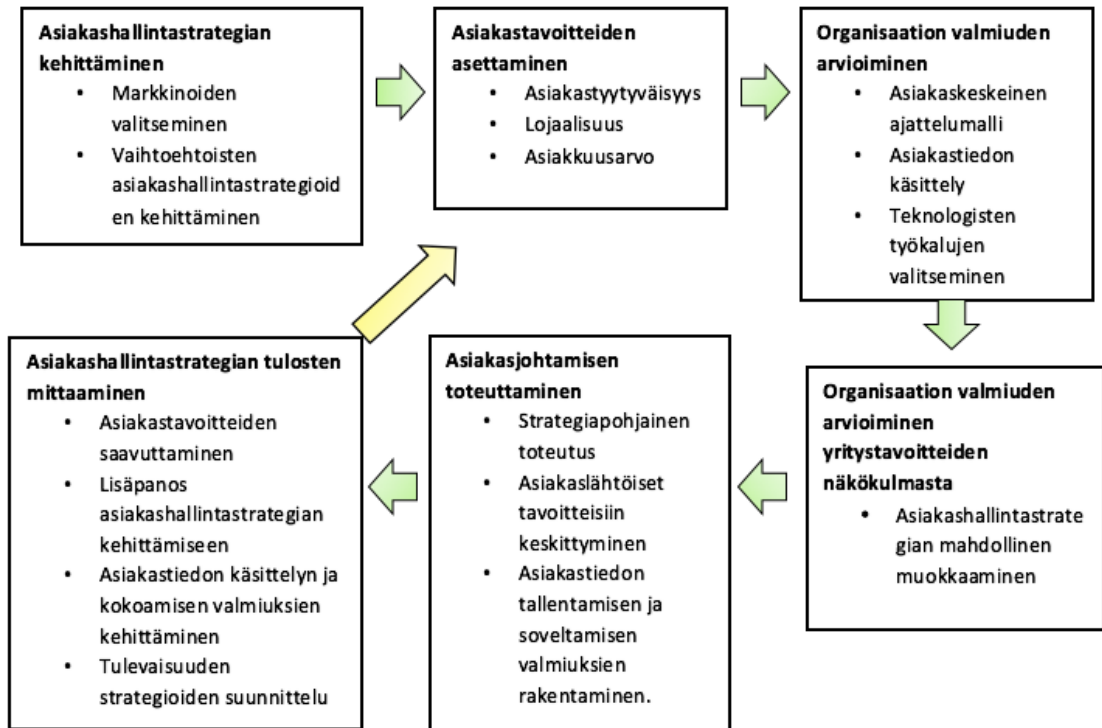 Asiakashallintastrategian
kehittäminen
• Markkinoiden
valitseminen
• Vaihtoehtoisten
asiakashallintastrategioid
en kehittäminen
Asiakastavoitteiden
asettaminen
• Asiakastyytyväisyys
• Lojaalisuus
• Asiakkuusarvo
Organisaation valmiuden
arvioiminen
• Asiakaskeskeinen
ajattelumalli
• Asiakastiedon
käsittely
• Teknologisten
työkalujen
valitseminen
Organisaation valmiuden
arvioiminen
yritystavoitteiden
näkökulmasta
• Asiakashallintastrate
gian mahdollinen
muokkaaminen
Asiakasjohtamisen
toteuttaminen
• Strategiapohjainen
toteutus
• Asiakaslähtöiset
tavoitteisiin
keskittyminen
• Asiakastiedon
tallentamisen ja
soveltamisen
valmiuksien
rakentaminen.
Asiakashallintastrategian tulosten
mittaaminen
• Asiakastavoitteiden
saavuttaminen
• Lisäpanos
asiakashallintastrategian
kehittämiseen
• Asiakastiedon käsittelyn ja
kokoamisen valmiuksien
kehittäminen
• Tulevaisuuden
strategioiden suunnittelu